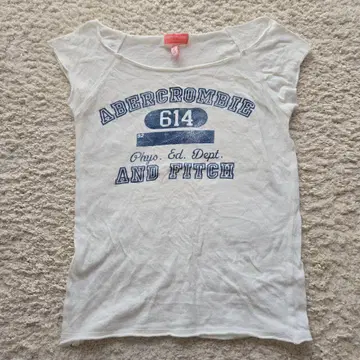 ABERCROMBIE
614
Phys. Ed. Dept.
AND FITCH